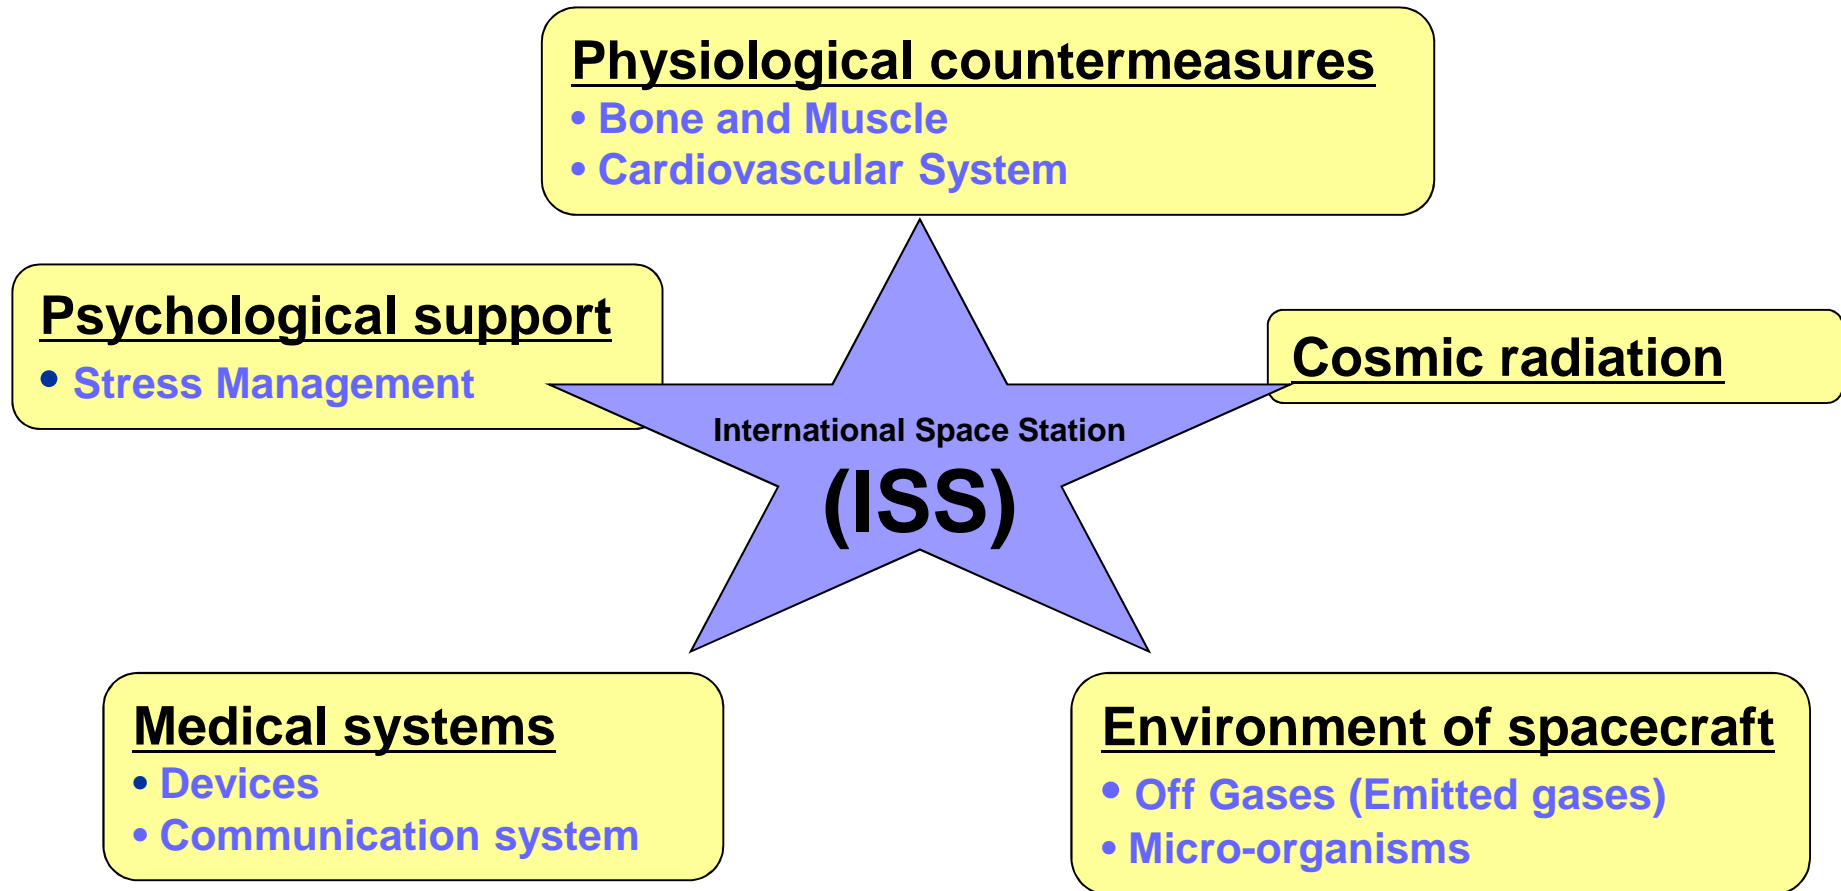 Physiological countermeasures
• Bone and Muscle
• Cardiovascular System
Psychological support
• Stress Management
Cosmic radiation
International Space Station
(ISS)
Medical systems
• Devices
• Communication system
Environment of spacecraft
• Off Gases (Emitted gases)
• Micro-organisms